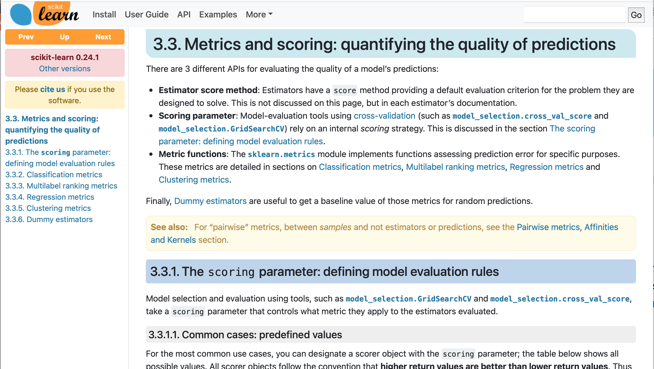 scikit
learn
Install User Guide API Examples More
Go
Prev Up Next
scikit-learn 0.24.1
Other versions
Please cite us if you use the
software.
3.3. Metrics and scoring:
quantifying the quality of
predictions
3.3.1. The scoring parameter:
defining model evaluation rules
3.3.2. Classification metrics
3.3.3. Multilabel ranking metrics
3.3.4. Regression metrics
3.3.5. Clustering metrics
3.3.6. Dummy estimators
3.3. Metrics and scoring: quantifying the quality of predictions
There are 3 different APIs for evaluating the quality of a model's predictions:
• Estimator score method: Estimators have a score method providing a default evaluation criterion for the problem they are
designed to solve. This is not discussed on this page, but in each estimator's documentation.
• Scoring parameter: Model-evaluation tools using cross-validation (such as model_selection.cross_val_score and
model_selection.GridSearchCV) rely on an internal scoring strategy. This is discussed in the section The scoring
parameter: defining model evaluation rules.
• Metric functions: The sklearn.metrics module implements functions assessing prediction error for specific purposes.
These metrics are detailed in sections on Classification metrics, Multilabel ranking metrics, Regression metrics and
Clustering metrics.
Finally, Dummy estimators are useful to get a baseline value of those metrics for random predictions.
See also: For "pairwise" metrics, between samples and not estimators or predictions, see the Pairwise metrics, Affinities
and Kernels section.
3.3.1. The scoring parameter: defining model evaluation rules
Model selection and evaluation using tools, such as model_selection.GridSearchCV and model_selection.cross_val_score,
take a scoring parameter that controls what metric they apply to the estimators evaluated.
3.3.1.1. Common cases: predefined values
For the most common use cases, you can designate a scorer object with the scoring parameter; the table below shows all
possible values. All scorer objects follow the convention that higher return values are better than lower return values. Thus